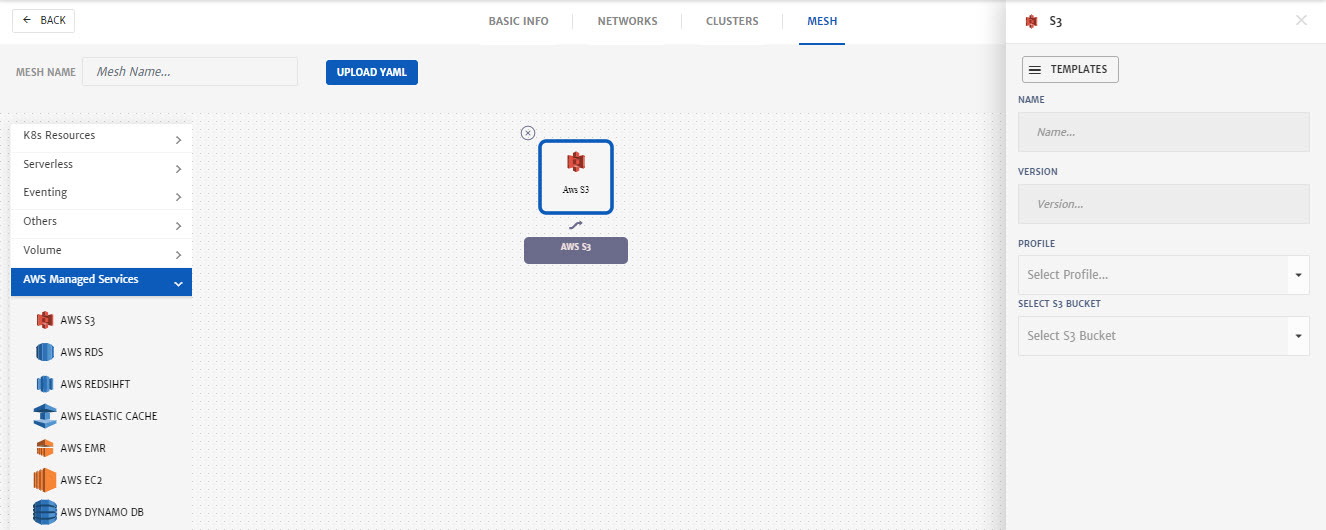 BACK
BASIC INFO
NETWORKS
CLUSTERS
MESH
MESH NAME
Mesh Name...
UPLOAD YAML
K8s Resources
Serverless
Eventing
Others
Volume
AWS Managed Services
AWS S3
AWS RDS
AWS REDSIHFT
AWS ELASTIC CACHE
AWS EMR
AWS EC2
AWS DYNAMO DB
Aws S3
AWS S3
S3
TEMPLATES
NAME
Name...
VERSION
Version...
PROFILE
Select Profile...
SELECT S3 BUCKET
Select S3 Bucket